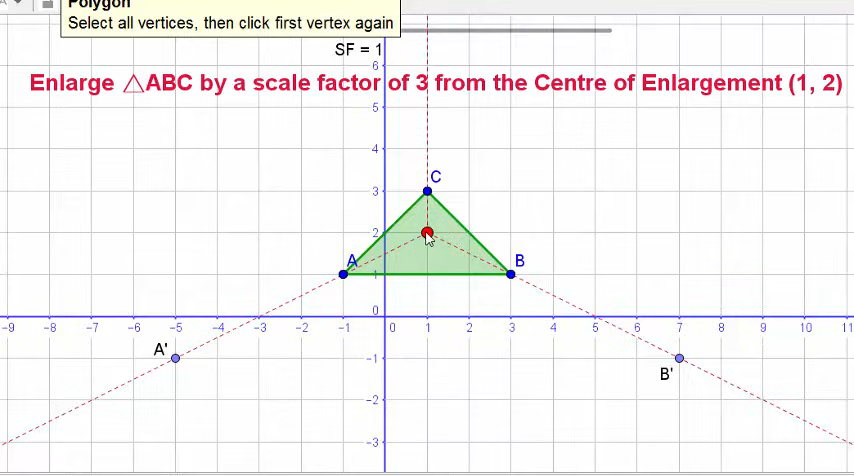 Polygon
Select all vertices, then click first vertex again
SF = 1
6
Enlarge △ABC by a scale factor of 3 from the Centre of Enlargement (1, 2)
5
4
C
3
2
A
B
1
0
-9 -8 -7 -6 -5 -4 -3 -2 -1 0 1 2 3 4 5 6 7 8 9 10 11
A'
-1
B'
-2
-3